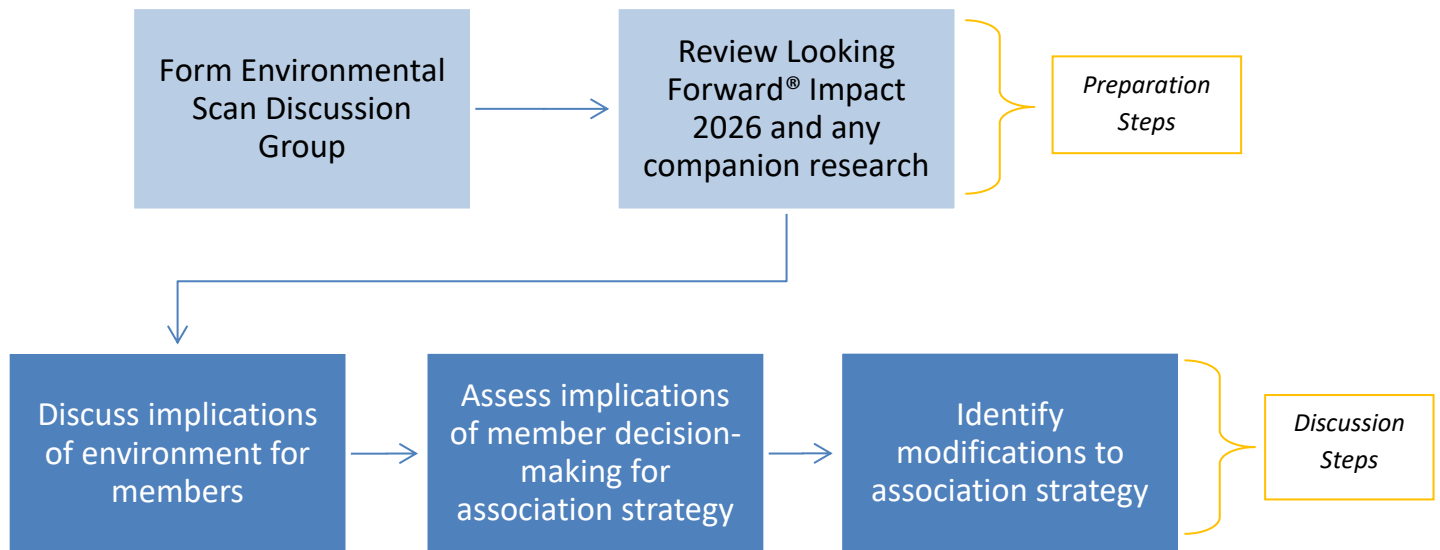 Form Environmental
Scan Discussion
Group
Review Looking
Forward® Impact
2026 and any
companion research
Preparation
Steps
Discuss implications
of environment for
members
Assess implications
of member decision-
making for
association strategy
Identify
modifications to
association strategy
Discussion
Steps